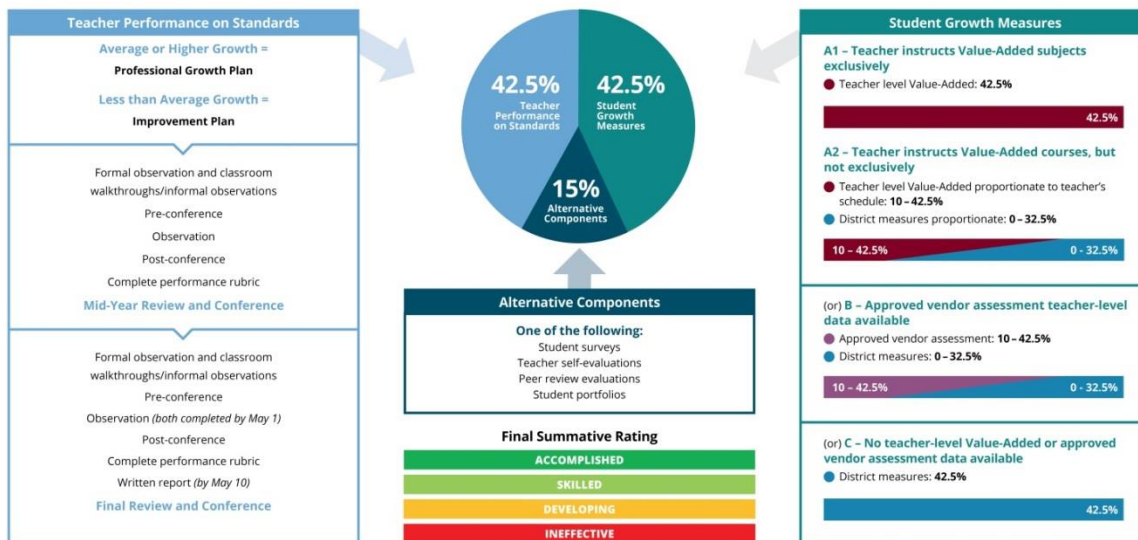 Teacher Performance on Standards
Average or Higher Growth =
Professional Growth Plan
Less than Average Growth =
Improvement Plan
Formal observation and classroom
walkthroughs/informal observations
Pre-conference
Observation
Post-conference
Complete performance rubric
Mid-Year Review and Conference
Formal observation and classroom
walkthroughs/informal observations
Pre-conference
Observation (both completed by May 1)
Post-conference
Complete performance rubric
Written report (by May 10)
Final Review and Conference
42.5%
Teacher
Performance
on Standards
42.5%
Student
Growth
Measures
15%
Alternative
Components
Alternative Components
One of the following:
Student surveys
Teacher self-evaluations
Peer review evaluations
Student portfolios
Final Summative Rating
ACCOMPLISHED
SKILLED
DEVELOPING
INEFFECTIVE
Student Growth Measures
A1 – Teacher instructs Value-Added subjects
exclusively
Teacher level Value-Added: 42.5%
42.5%
A2 – Teacher instructs Value-Added courses, but
not exclusively
Teacher level Value-Added proportionate to teacher's
schedule: 10 – 42.5%
District measures proportionate: 0 – 32.5%
10 – 42.5% 0 - 32.5%
(or) B – Approved vendor assessment teacher-level
data available
Approved vendor assessment: 10 – 42.5%
District measures: 0 – 32.5%
10 – 42.5% 0 - 32.5%
(or) C – No teacher-level Value-Added or approved
vendor assessment data available
District measures: 42.5%
42.5%